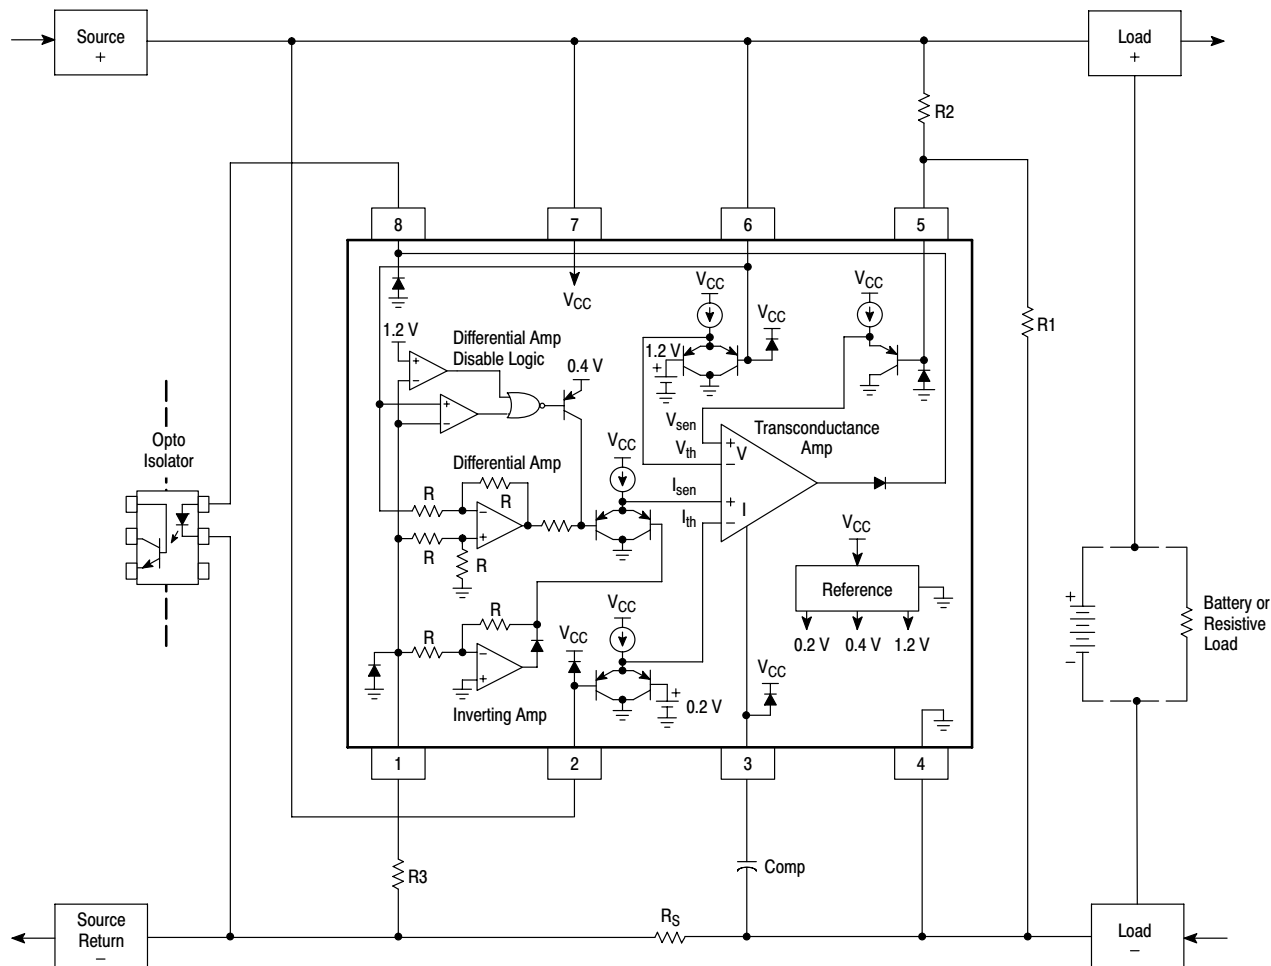 Source
+
Load
+
R2
8
7
6
5
V_CC
V_CC
V_CC
V_CC
R1
1.2 V
Differential Amp
Disable Logic
+
−
0.4 V
1.2 V
+
+
−
V_sen
V_th
Transconductance
Amp
Opto
Isolator
V_CC
+
V
−
Differential Amp
I_sen
R
R
−
+
I
I_th
−
V_CC
R
+
R
Reference
+
Battery or
Resistive
Load
R
V_CC
0.2 V
0.4 V
1.2 V
R
V_CC
−
−
+
V_CC
+
0.2 V
Inverting Amp
1
2
3
4
R3
Comp
Source
Return
−
R_S
Load
−